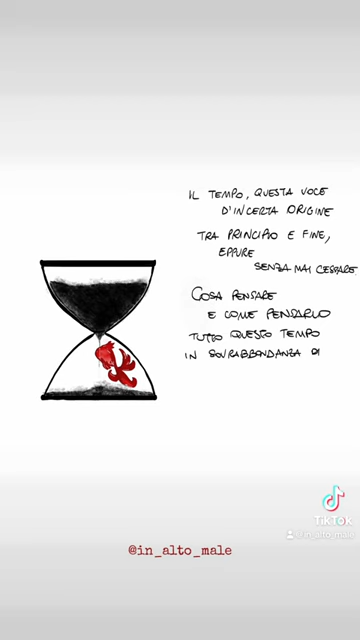 IL TEMPO, QUESTA VOCE
D'INCERTA ORIGINE
TRA PRINCIPIO E FINE,
EPPURE
SENZA MAI CESSARE.
COSA PENSARE
E COME PENSARLO
TUTTO QUESTO TEMPO
IN SOVRABBONDANZA DI
TikTok
@in_alto_male
@in_alto_male